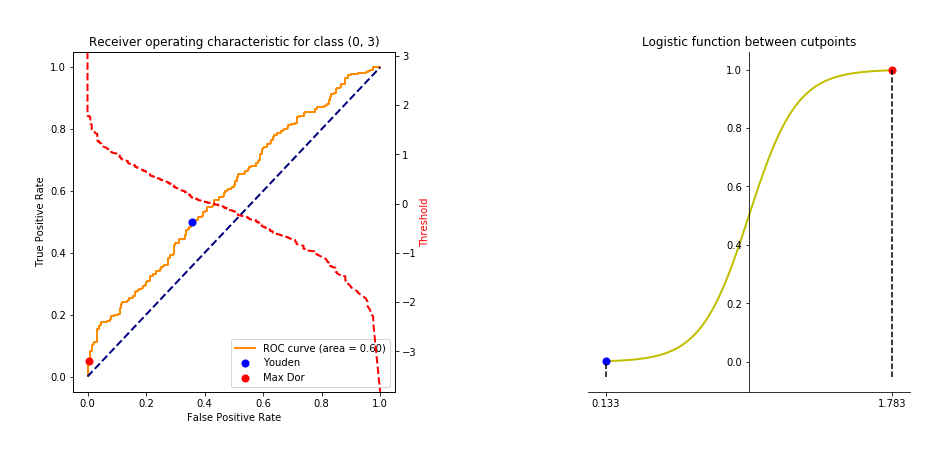 Receiver operating characteristic for class (0, 3)
1.0
0.8
0.6
0.4
0.2
0.0
True Positive Rate
0.0 0.2 0.4 0.6 0.8 1.0
False Positive Rate
3
2
1
0
−1
−2
−3
Threshold
ROC curve (area = 0.60)
Youden
Max Dor
Logistic function between cutpoints
1.0
0.8
0.6
0.4
0.2
0.0
0.133 1.783